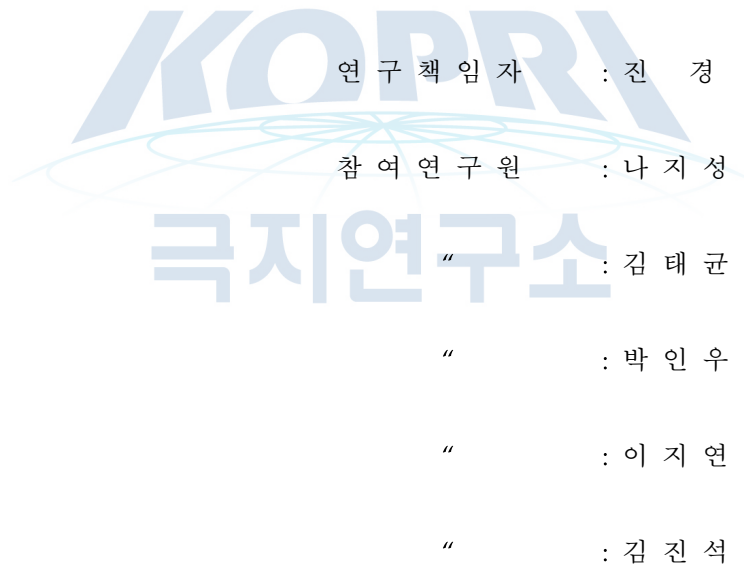 KOPRI
연 구 책 임 자 : 진 경
참 여 연 구 원 : 나 지 성
극지연구소
" : 김 태 균
" : 박 인 우
" : 이 지 연
" : 김 진 석